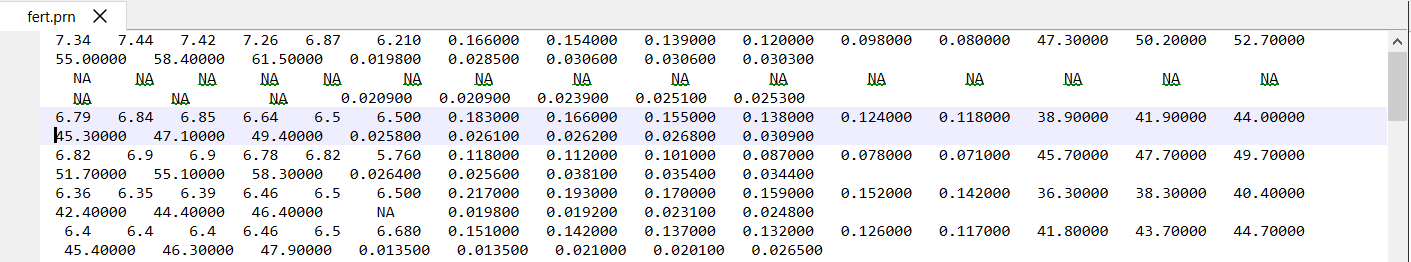 fert.prn
7.34 7.44 7.42 7.26 6.87 6.210 0.166000 0.154000 0.139000 0.120000 0.098000 0.080000 47.30000 50.20000 52.70000
55.00000 58.40000 61.50000 0.019800 0.028500 0.030600 0.030600 0.030300
NA NA NA NA NA NA NA NA NA NA NA NA NA NA NA
NA NA NA 0.020900 0.020900 0.023900 0.025100 0.025300
6.79 6.84 6.85 6.64 6.5 6.500 0.183000 0.166000 0.155000 0.138000 0.124000 0.118000 38.90000 41.90000 44.00000
45.30000 47.10000 49.40000 0.025800 0.026100 0.026200 0.026800 0.030900
6.82 6.9 6.9 6.78 6.82 5.760 0.118000 0.112000 0.101000 0.087000 0.078000 0.071000 45.70000 47.70000 49.70000
51.70000 55.10000 58.30000 0.026400 0.025600 0.038100 0.035400 0.034400
6.36 6.35 6.39 6.46 6.5 6.500 0.217000 0.193000 0.170000 0.159000 0.152000 0.142000 36.30000 38.30000 40.40000
42.40000 44.40000 46.40000 NA 0.019800 0.019200 0.023100 0.024800
6.4 6.4 6.4 6.46 6.5 6.680 0.151000 0.142000 0.137000 0.132000 0.126000 0.117000 41.80000 43.70000 44.70000
45.40000 46.30000 47.90000 0.013500 0.013500 0.021000 0.020100 0.026500